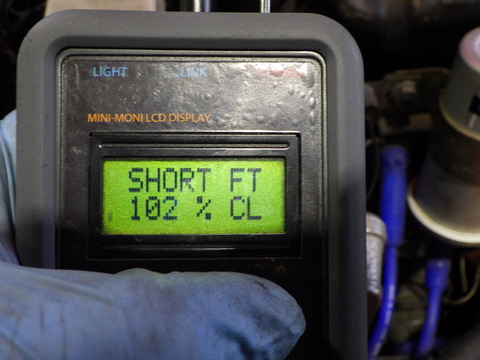 LIGHT LINK
MINI-MONI LCD DISPLAY
SHORT FT
102 % CL